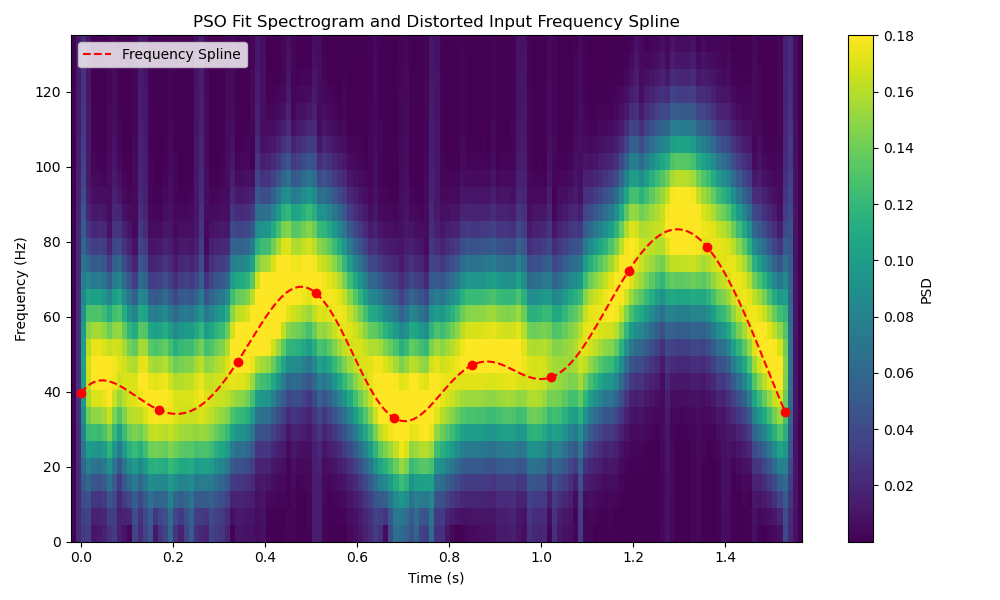 PSO Fit Spectrogram and Distorted Input Frequency Spline
Frequency Spline
Frequency (Hz)
120
100
80
60
40
20
0
0.0 0.2 0.4 0.6 0.8 1.0 1.2 1.4
Time (s)
0.18
0.16
0.14
0.12
0.10
0.08
0.06
0.04
0.02
PSD